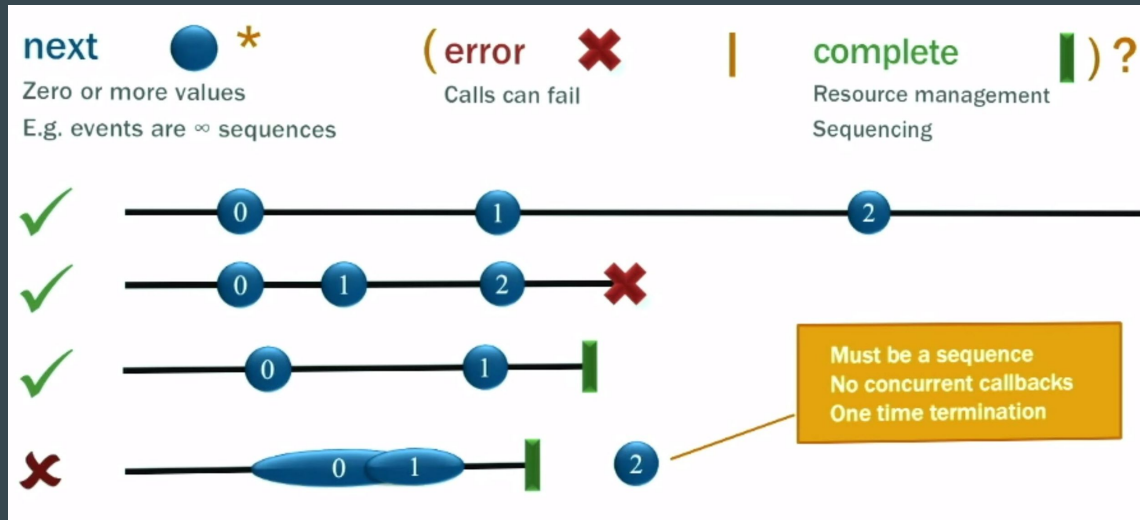 next * (error | complete )?
Zero or more values
E.g. events are ∞ sequences
Calls can fail
Resource management
Sequencing
0 1 2
0 1 2
0 1
Must be a sequence
No concurrent callbacks
One time termination
0 1 2